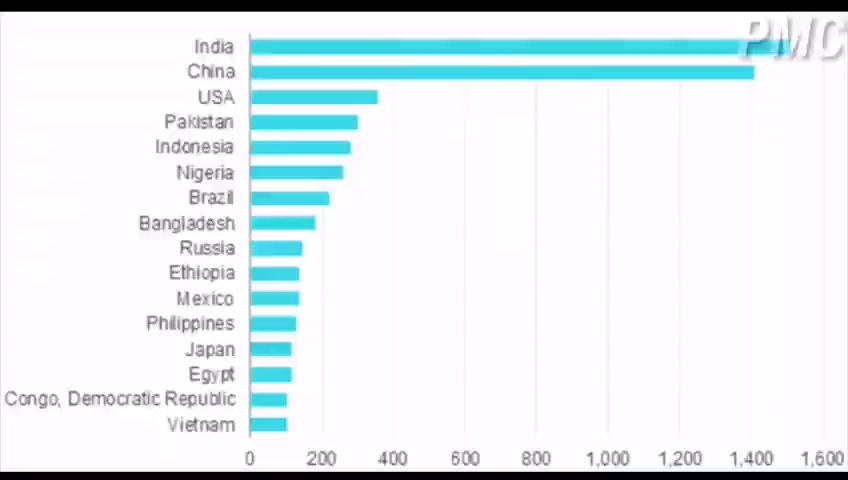 PMC
India
China
USA
Pakistan
Indonesia
Nigeria
Brazil
Bangladesh
Russia
Ethiopia
Mexico
Philippines
Japan
Egypt
Congo, Democratic Republic
Vietnam
0 200 400 600 800 1,000 1,200 1,400 1,600